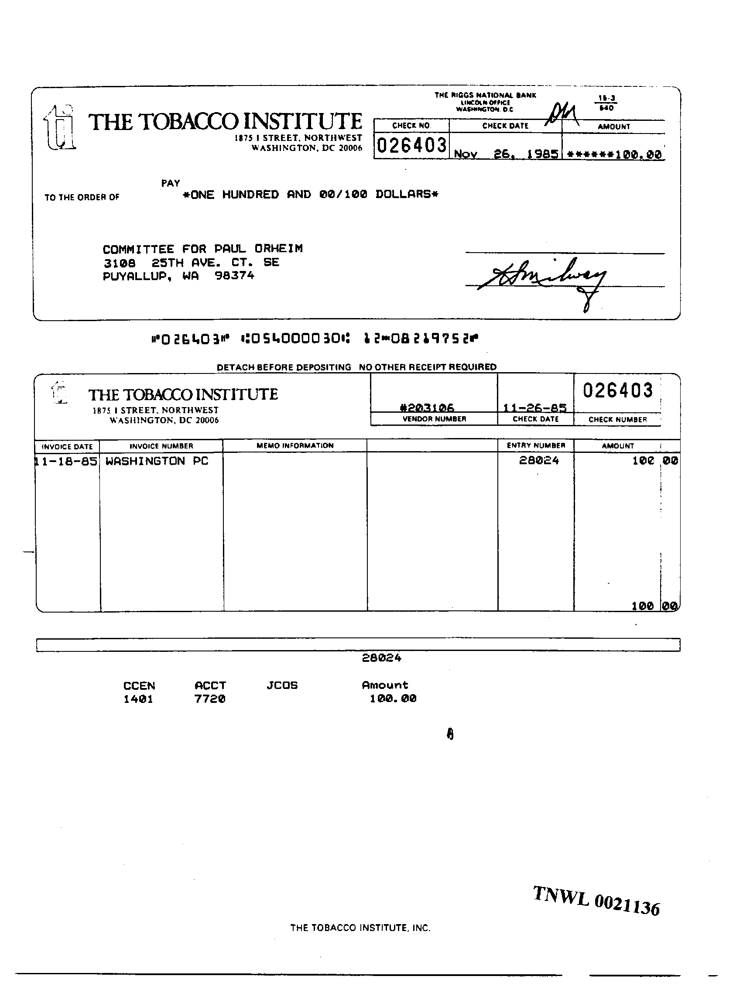 THE RIGGS NATIONAL BANK
LINCOLN OFFICE
WASHINGTON, D.C.
15-3
540
ti THE TOBACCO INSTITUTE
1875 I STREET, NORTHWEST
WASHINGTON, DC 20006
CHECK NO CHECK DATE AMOUNT
026403 Nov 26, 1985 ******100.00
PAY
TO THE ORDER OF *ONE HUNDRED AND 00/100 DOLLARS*
COMMITTEE FOR PAUL ORHEIM
3108 25TH AVE. CT. SE
PUYALLUP, WA 98374
⑈026403⑈ ⑆054000030⑆ 12⑉08219752⑈
DETACH BEFORE DEPOSITING NO OTHER RECEIPT REQUIRED
THE TOBACCO INSTITUTE
1875 I STREET, NORTHWEST
WASHINGTON, DC 20006
#203106 11-26-85 026403
VENDOR NUMBER CHECK DATE CHECK NUMBER
INVOICE DATE INVOICE NUMBER MEMO INFORMATION ENTRY NUMBER AMOUNT
11-18-85 WASHINGTON PC 28024 100 00
100 00
28024
CCEN ACCT JCOS Amount
1401 7720 100.00
TNWL 0021136
THE TOBACCO INSTITUTE, INC.